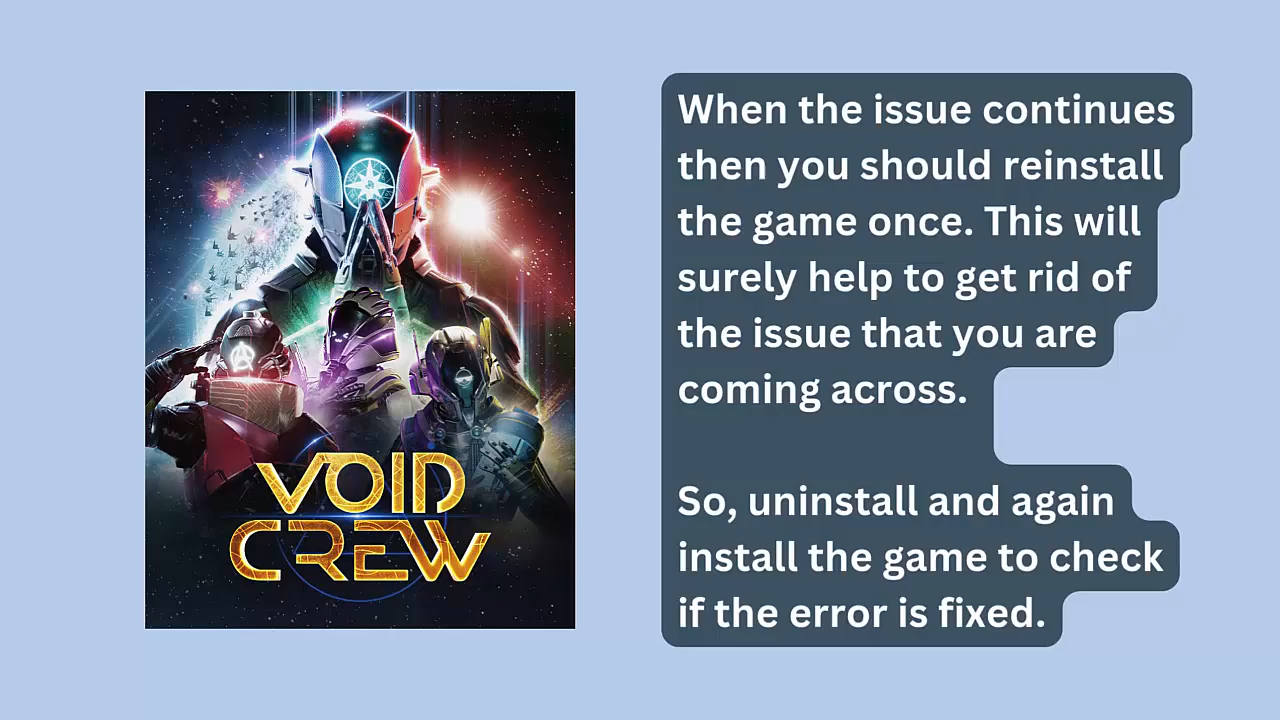 VOID
CREW
When the issue continues
then you should reinstall
the game once. This will
surely help to get rid of
the issue that you are
coming across.
So, uninstall and again
install the game to check
if the error is fixed.